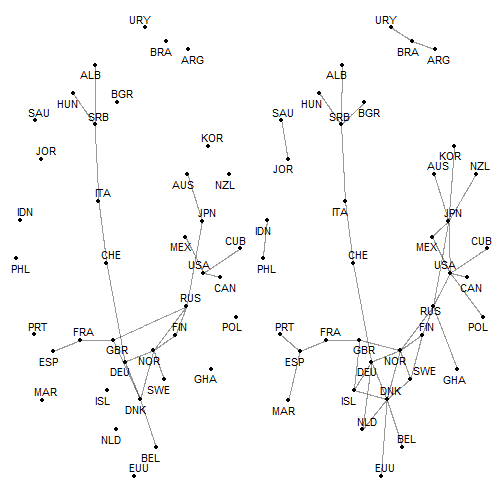 URY
BRA
ARG
ALB
HUN
BGR
SRB
SAU
KOR
JOR
AUS
NZL
ITA
JPN
IDN
MEX
CUB
CHE
USA
PHL
CAN
RUS
PRT
FRA
FIN
POL
GBR
ESP
DEU
NOR
GHA
SWE
MAR
ISL
DNK
NLD
BEL
EUU
URY
BRA
ARG
ALB
HUN
BGR
SRB
SAU
KOR
JOR
AUS
NZL
ITA
JPN
IDN
MEX
CUB
CHE
USA
PHL
CAN
RUS
PRT
FRA
FIN
POL
GBR
ESP
DEU
NOR
GHA
SWE
MAR
ISL
DNK
NLD
BEL
EUU